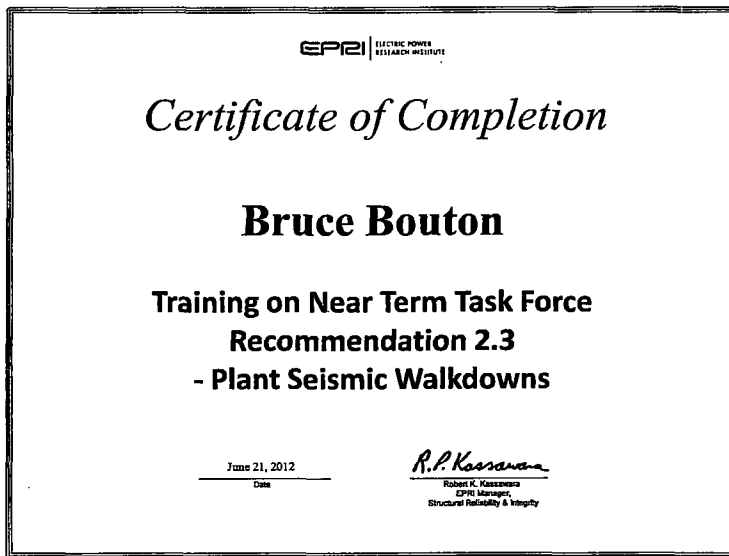 EPRI
ELECTRIC POWER
RESEARCH INSTITUTE
Certificate of Completion
Bruce Bouton
Training on Near Term Task Force
Recommendation 2.3
- Plant Seismic Walkdowns
June 21, 2012
Date
R.P. Kassawara
Robert K. Kassawara
EPRI Manager,
Structural Reliability & Integrity